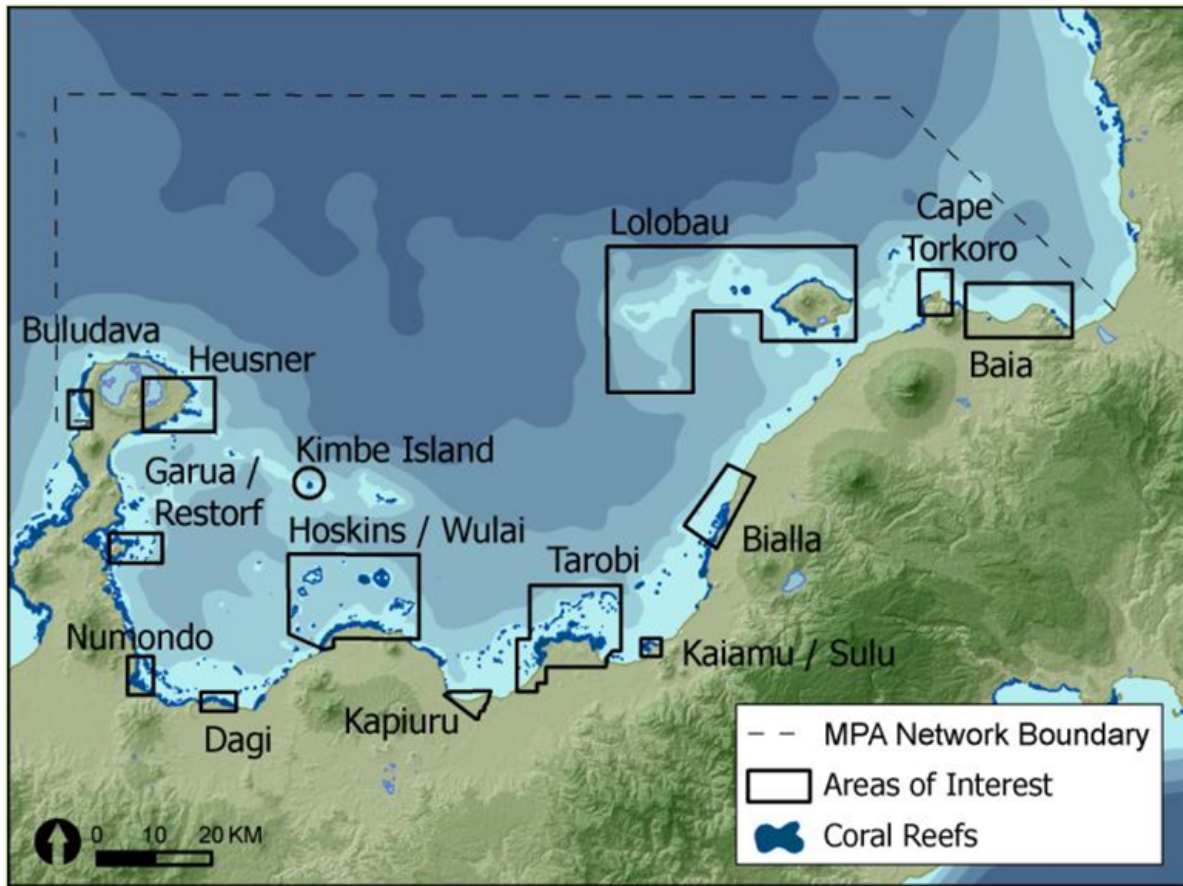 Cape
Torkoro
Lolobau
Buludava
Heusner
Baia
Kimbe Island
Garua /
Restorf
Hoskins / Wulai
Tarobi
Bialla
Numondo
Kaiamu / Sulu
Kapiuru
Dagi
MPA Network Boundary
Areas of Interest
Coral Reefs
0 10 20 KM